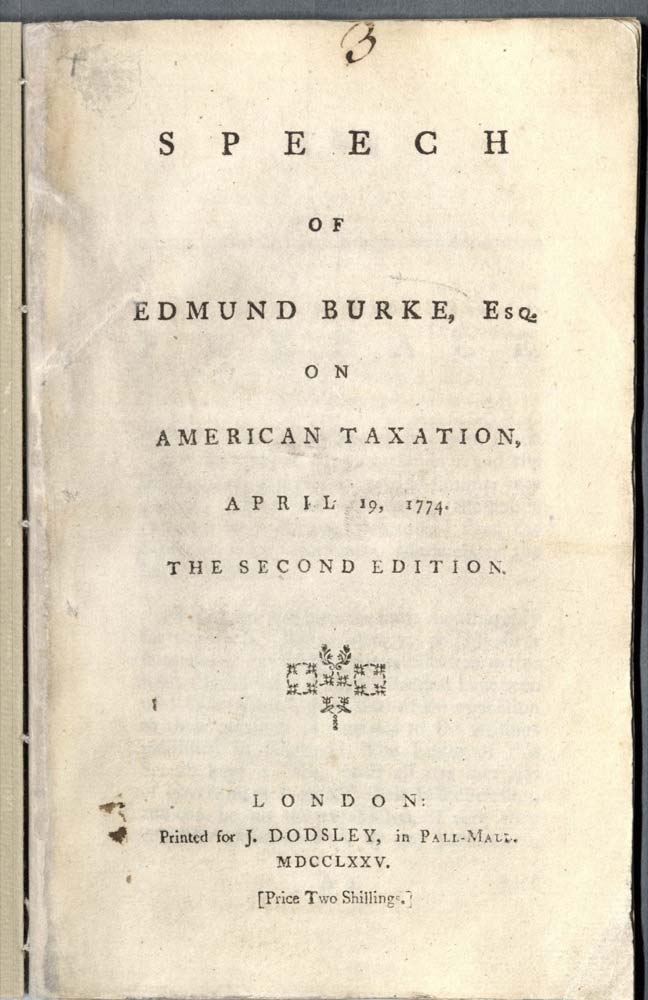 3
SPEECH
OF
EDMUND BURKE, Esq.
ON
AMERICAN TAXATION,
APRIL 19, 1774.
THE SECOND EDITION.
LONDON:
Printed for J. DODSLEY, in PALL-MALL.
MDCCLXXV.
[Price Two Shillings.]